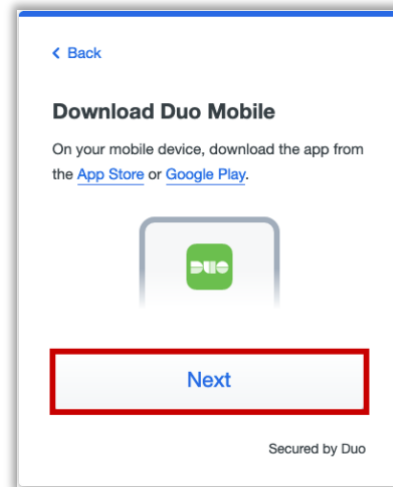 Back
Download Duo Mobile
On your mobile device, download the app from
the App Store or Google Play.
DUO
Next
Secured by Duo